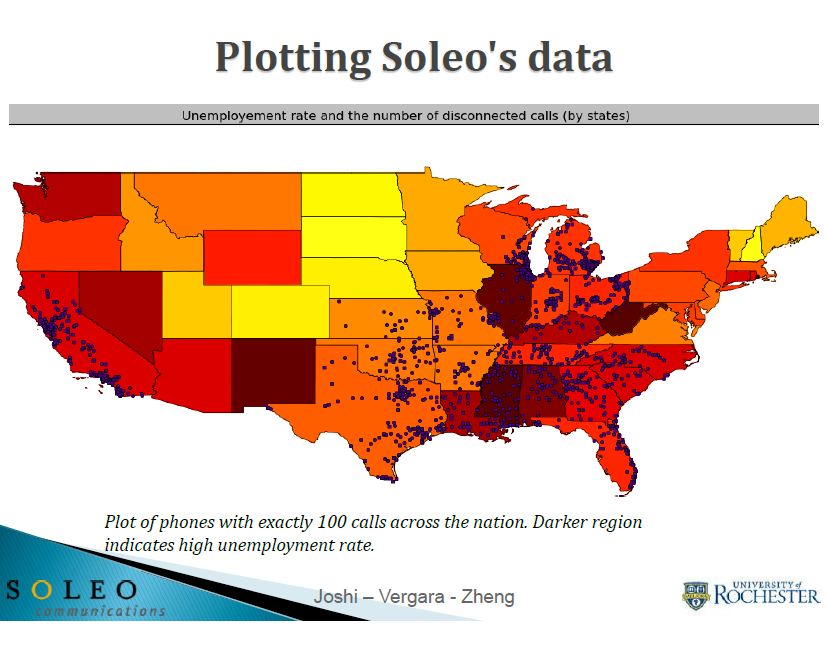 Plotting Soleo's data
Unemployement rate and the number of disconnected calls (by states)
Plot of phones with exactly 100 calls across the nation. Darker region
indicates high unemployment rate.
SOLEO
communications
Joshi – Vergara - Zheng
UNIVERSITY of
ROCHESTER